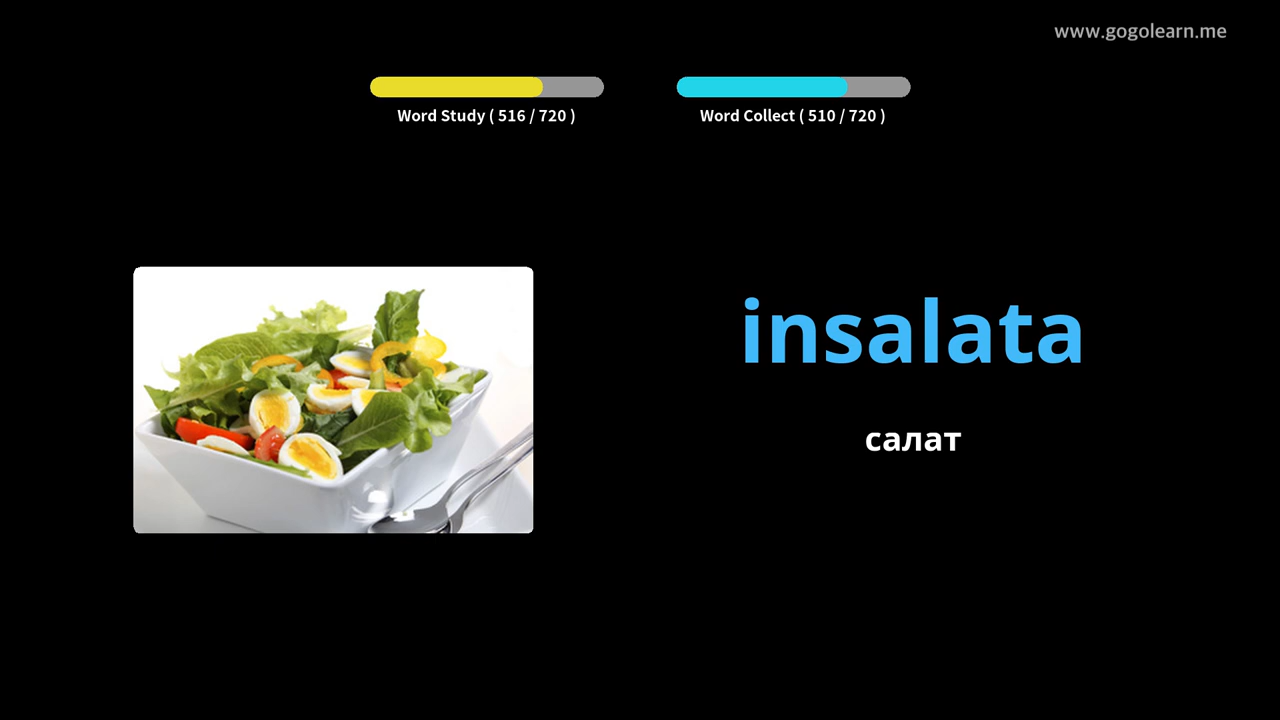 www.gogolearn.me
Word Study ( 516 / 720 )
Word Collect ( 510 / 720 )
insalata
салат